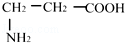 CH₂ — CH₂ — COOH
NH₂